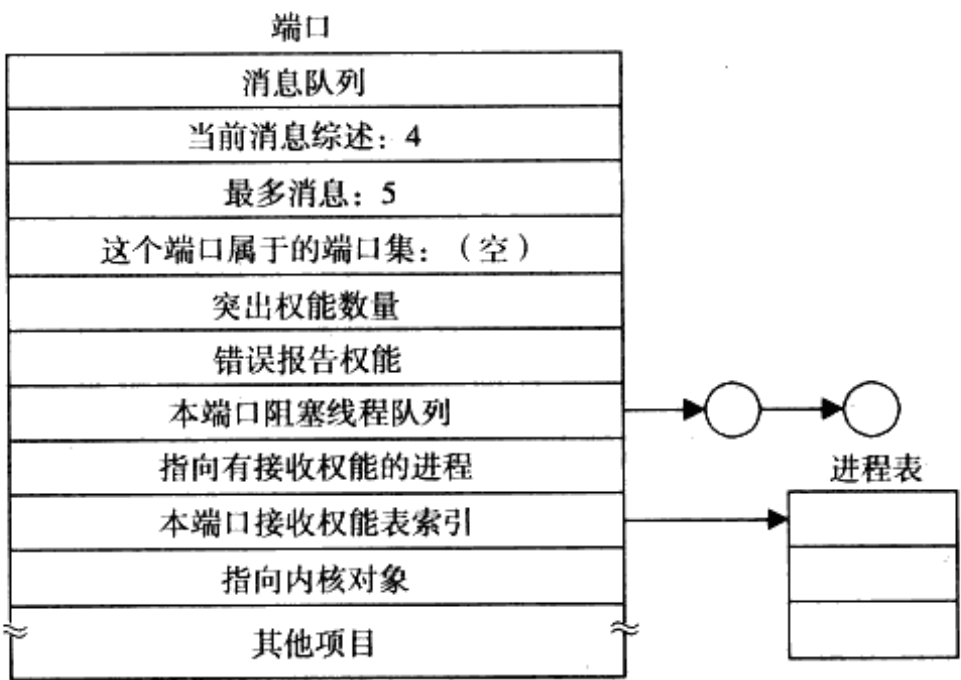 端口
消息队列
当前消息综述：4
最多消息：5
这个端口属于的端口集：（空）
突出权能数量
错误报告权能
本端口阻塞线程队列
指向有接收权能的进程
进程表
本端口接收权能表索引
指向内核对象
其他项目